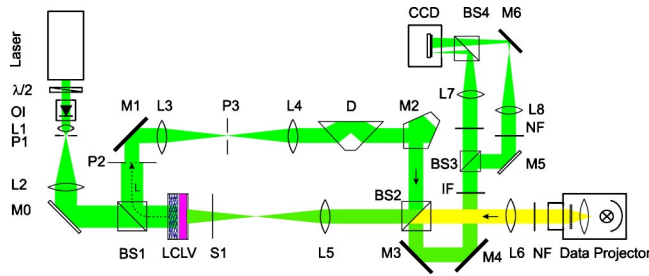 Laser
λ/2
OI
L1
P1
L2
M0
M1
L3
P3
L4
D
M2
P2
L
BS1
LCLV
S1
L5
BS2
M3
M4
L6
NF
Data Projector
CCD
BS4
M6
L7
L8
NF
BS3
M5
IF